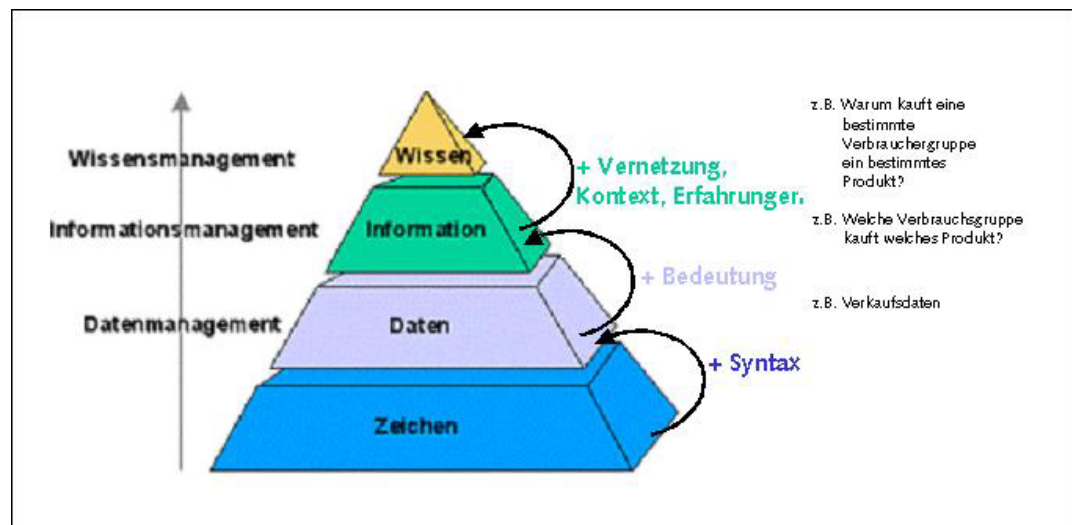 z.B. Warum kauft eine
bestimmte
Verbrauchergruppe
ein bestimmtes
Produkt?
Wissensmanagement
Wissen
+ Vernetzung,
Kontext, Erfahrungen
Informationsmanagement
Information
z.B. Welche Verbrauchsgruppe
kauft welches Produkt?
+ Bedeutung
Datenmanagement
Daten
z.B. Verkaufsdaten
+ Syntax
Zeichen